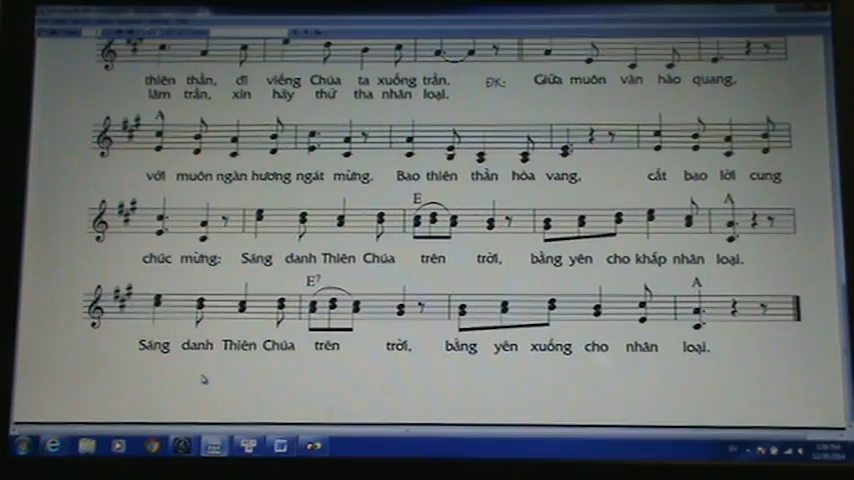 thiên thần, đi viếng Chúa ta xuống trần. ĐK: Giữa muôn vàn hào quang,
lâm trần, xin hãy thứ tha nhân loại.
A
với muôn ngàn hương ngát mừng. Bao thiên thần hòa vang, cất bao lời cung
E A
chúc mừng: Sáng danh Thiên Chúa trên trời, bằng yên cho khắp nhân loại.
E7 A
Sáng danh Thiên Chúa trên trời, bằng yên xuống cho nhân loại.